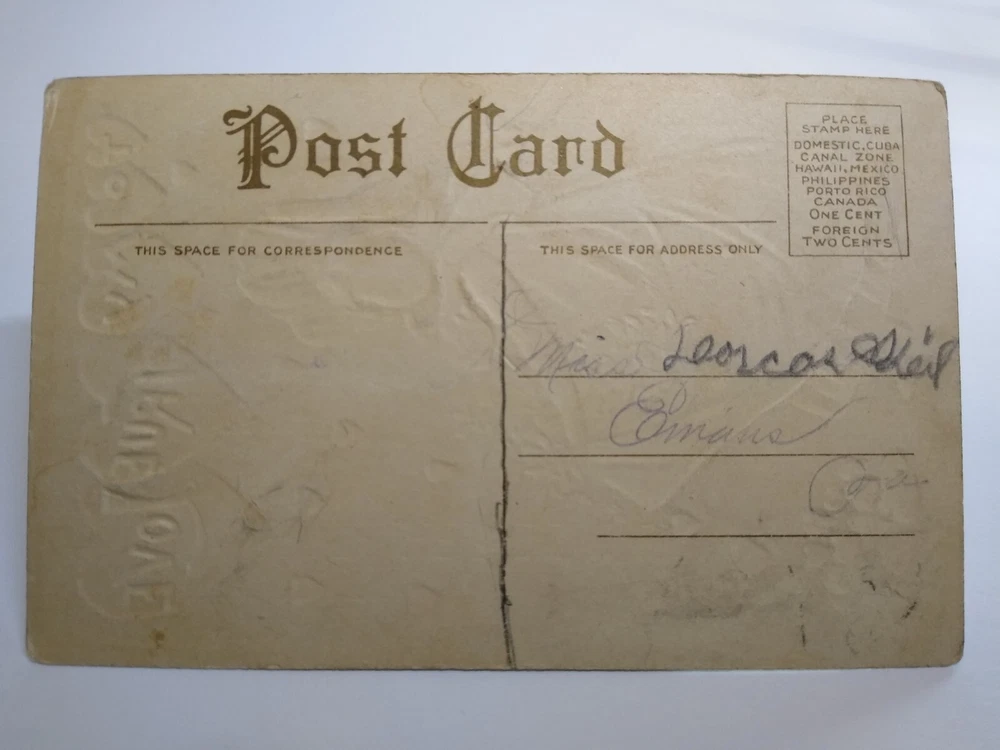 Post Card
PLACE
STAMP HERE
DOMESTIC, CUBA
CANAL ZONE
HAWAII, MEXICO
PHILIPPINES
PORTO RICO
CANADA
ONE CENT
FOREIGN
TWO CENTS
THIS SPACE FOR CORRESPONDENCE
THIS SPACE FOR ADDRESS ONLY
Miss
Emaus